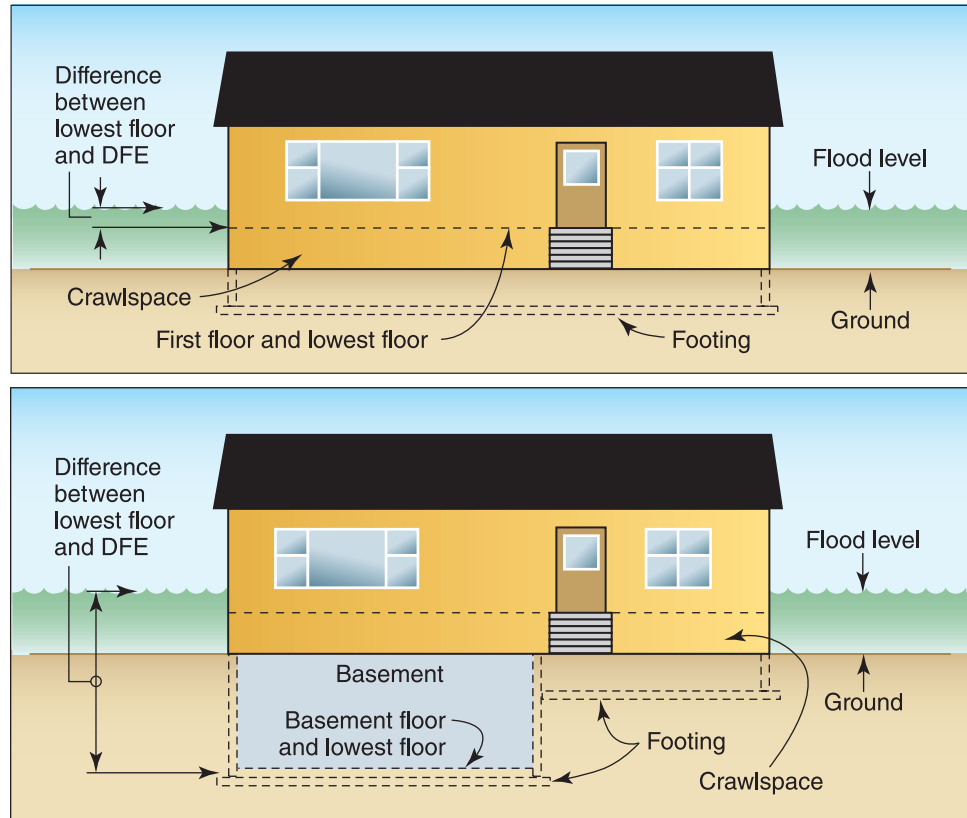 Difference
between
lowest floor
and DFE
Flood level
Crawlspace
First floor and lowest floor
Footing
Ground
Difference
between
lowest floor
and DFE
Flood level
Basement
Basement floor
and lowest floor
Footing
Ground
Crawlspace